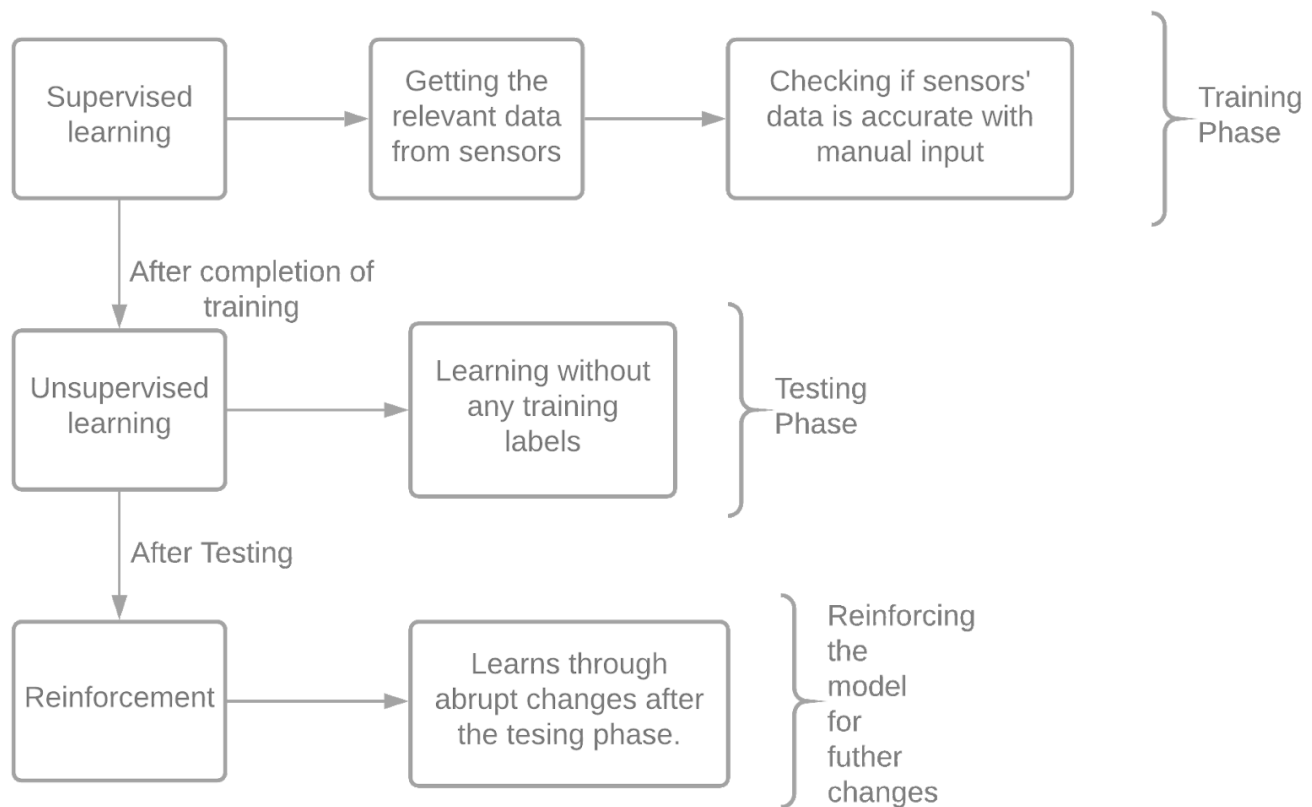 Supervised
learning
Getting the
relevant data
from sensors
Checking if sensors'
data is accurate with
manual input
Training
Phase
After completion of
training
Unsupervised
learning
Learning without
any training
labels
Testing
Phase
After Testing
Reinforcement
Learns through
abrupt changes after
the tesing phase.
Reinforcing
the
model
for
futher
changes